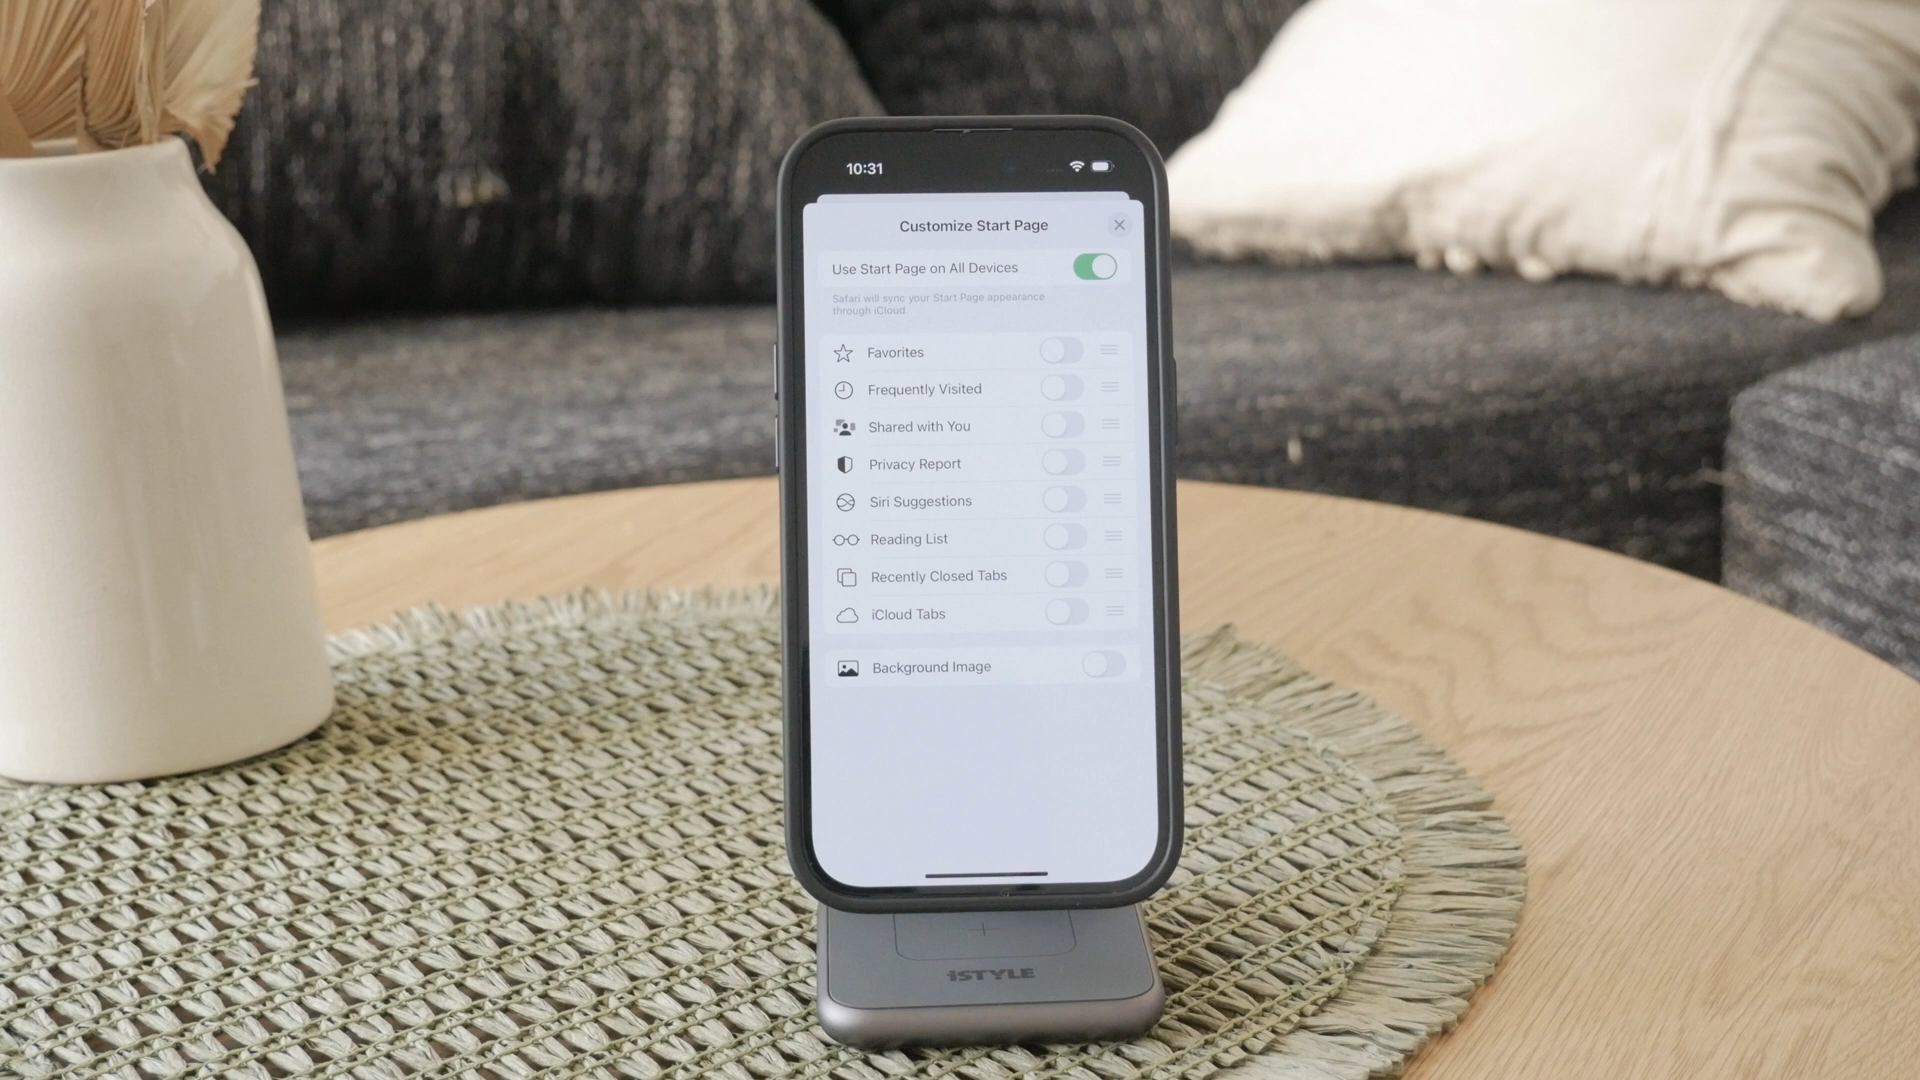 10:31
Customize Start Page
Use Start Page on All Devices
Safari will sync your Start Page appearance
through iCloud.
Favorites
Frequently Visited
Shared with You
Privacy Report
Siri Suggestions
Reading List
Recently Closed Tabs
iCloud Tabs
Background Image
iSTYLE